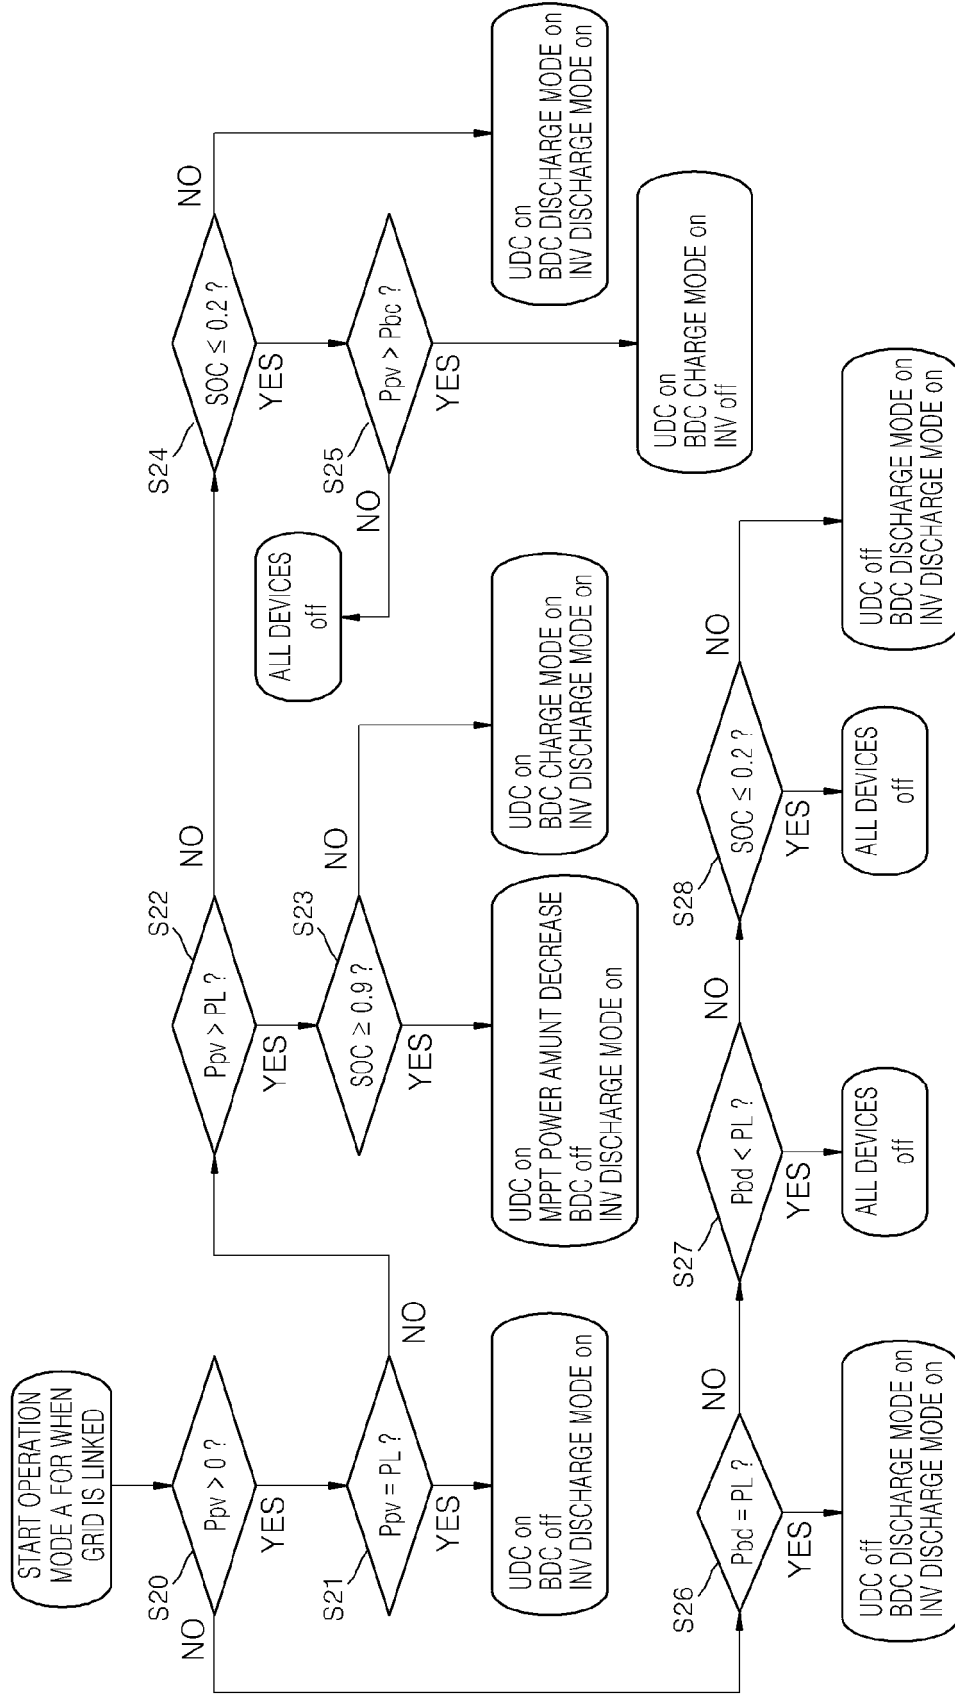 START OPERATION
MODE A FOR WHEN
GRID IS LINKED
S20
Ppv > 0 ?
NO
YES
S21
Ppv = PL ?
NO
YES
UDC on
BDC off
INV DISCHARGE MODE on
S22
Ppv > PL ?
NO
YES
S23
SOC ≥ 0.9 ?
NO
YES
UDC on
MPPT POWER AMUNT DECREASE
BDC off
INV DISCHARGE MODE on
UDC on
BDC CHARGE MODE on
INV DISCHARGE MODE on
S24
SOC ≤ 0.2 ?
NO
YES
S25
Ppv > Pbc ?
NO
YES
ALL DEVICES
off
UDC on
BDC CHARGE MODE on
INV off
UDC on
BDC DISCHARGE MODE on
INV DISCHARGE MODE on
S26
Pbd = PL ?
NO
YES
UDC off
BDC DISCHARGE MODE on
INV DISCHARGE MODE on
S27
Pbd < PL ?
NO
YES
ALL DEVICES
off
S28
SOC ≤ 0.2 ?
NO
YES
ALL DEVICES
off
UDC off
BDC DISCHARGE MODE on
INV DISCHARGE MODE on